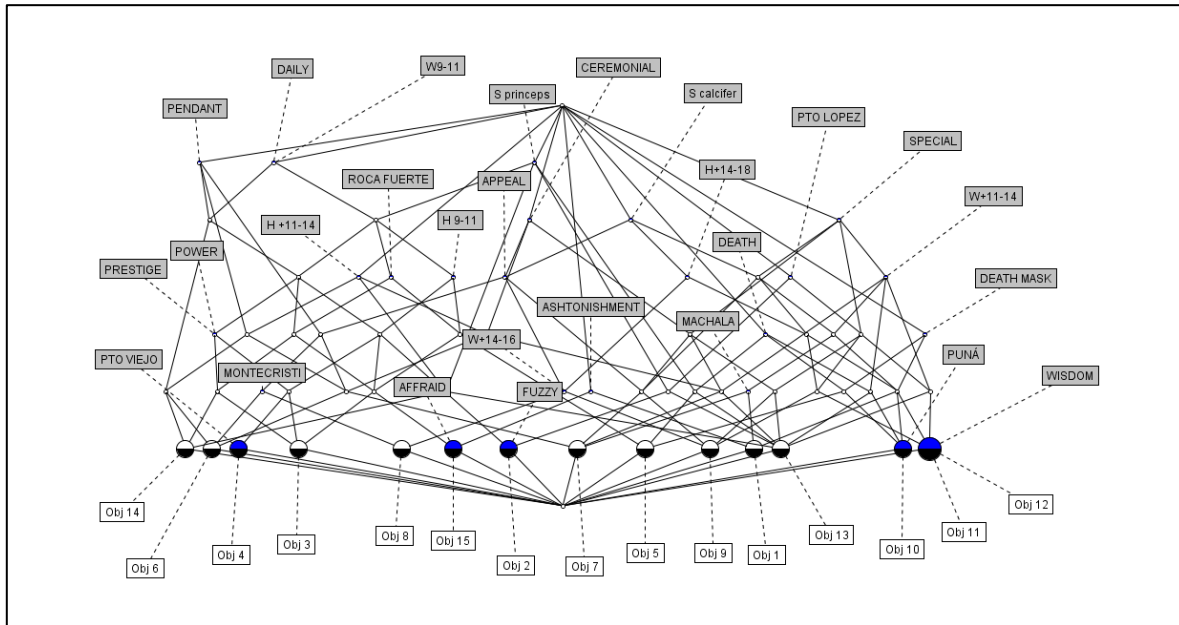 W9-11
DAILY
CEREMONIAL
S princeps
S calcifer
PENDANT
PTO LOPEZ
SPECIAL
ROCA FUERTE
APPEAL
H+14-18
W+11-14
H +11-14
H 9-11
POWER
DEATH
PRESTIGE
DEATH MASK
ASHTONISHMENT
MACHALA
W+14-16
PTO VIEJO
PUNÁ
MONTECRISTI
WISDOM
AFFRAID
FUZZY
Obj 14
Obj 12
Obj 6
Obj 4
Obj 3
Obj 8
Obj 15
Obj 2
Obj 7
Obj 5
Obj 9
Obj 1
Obj 13
Obj 10
Obj 11